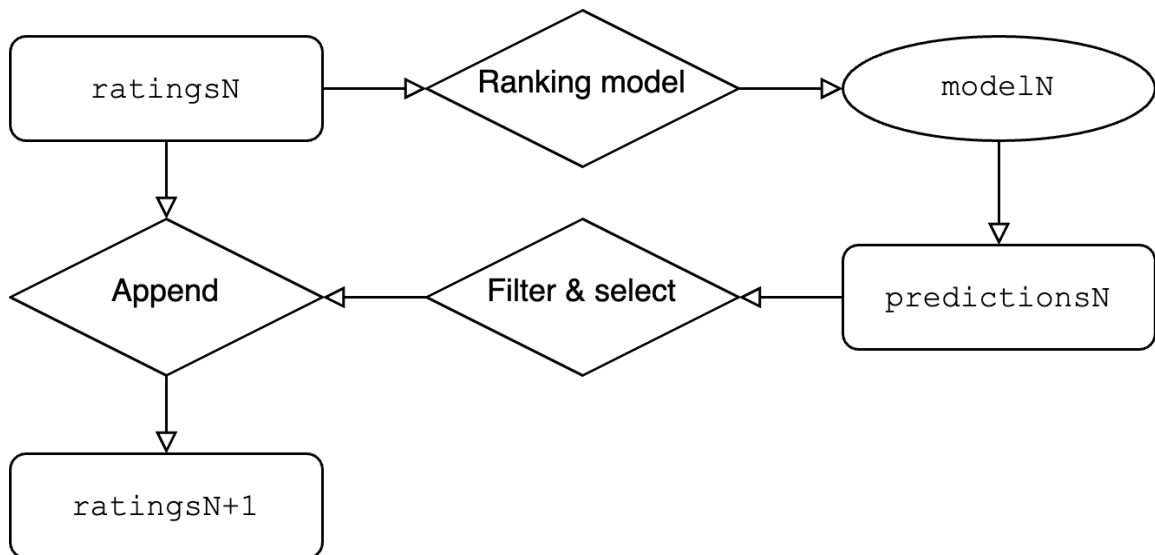 ratingsN
Ranking model
modelN
Append
Filter & select
predictionsN
ratingsN+1